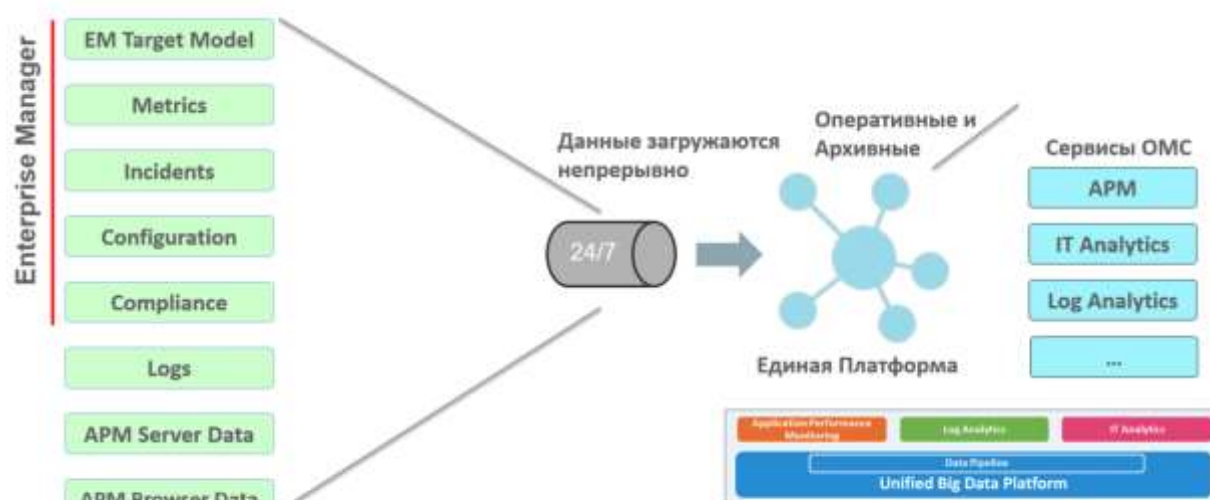 Enterprise Manager
EM Target Model
Metrics
Incidents
Configuration
Compliance
Logs
APM Server Data
APM Browser Data
Данные загружаются
непрерывно
24/7
Оперативные и
Архивные
Единая Платформа
Сервисы OMC
APM
IT Analytics
Log Analytics
...
Application Performance
Monitoring
Log Analytics
IT Analytics
Data Pipeline
Unified Big Data Platform